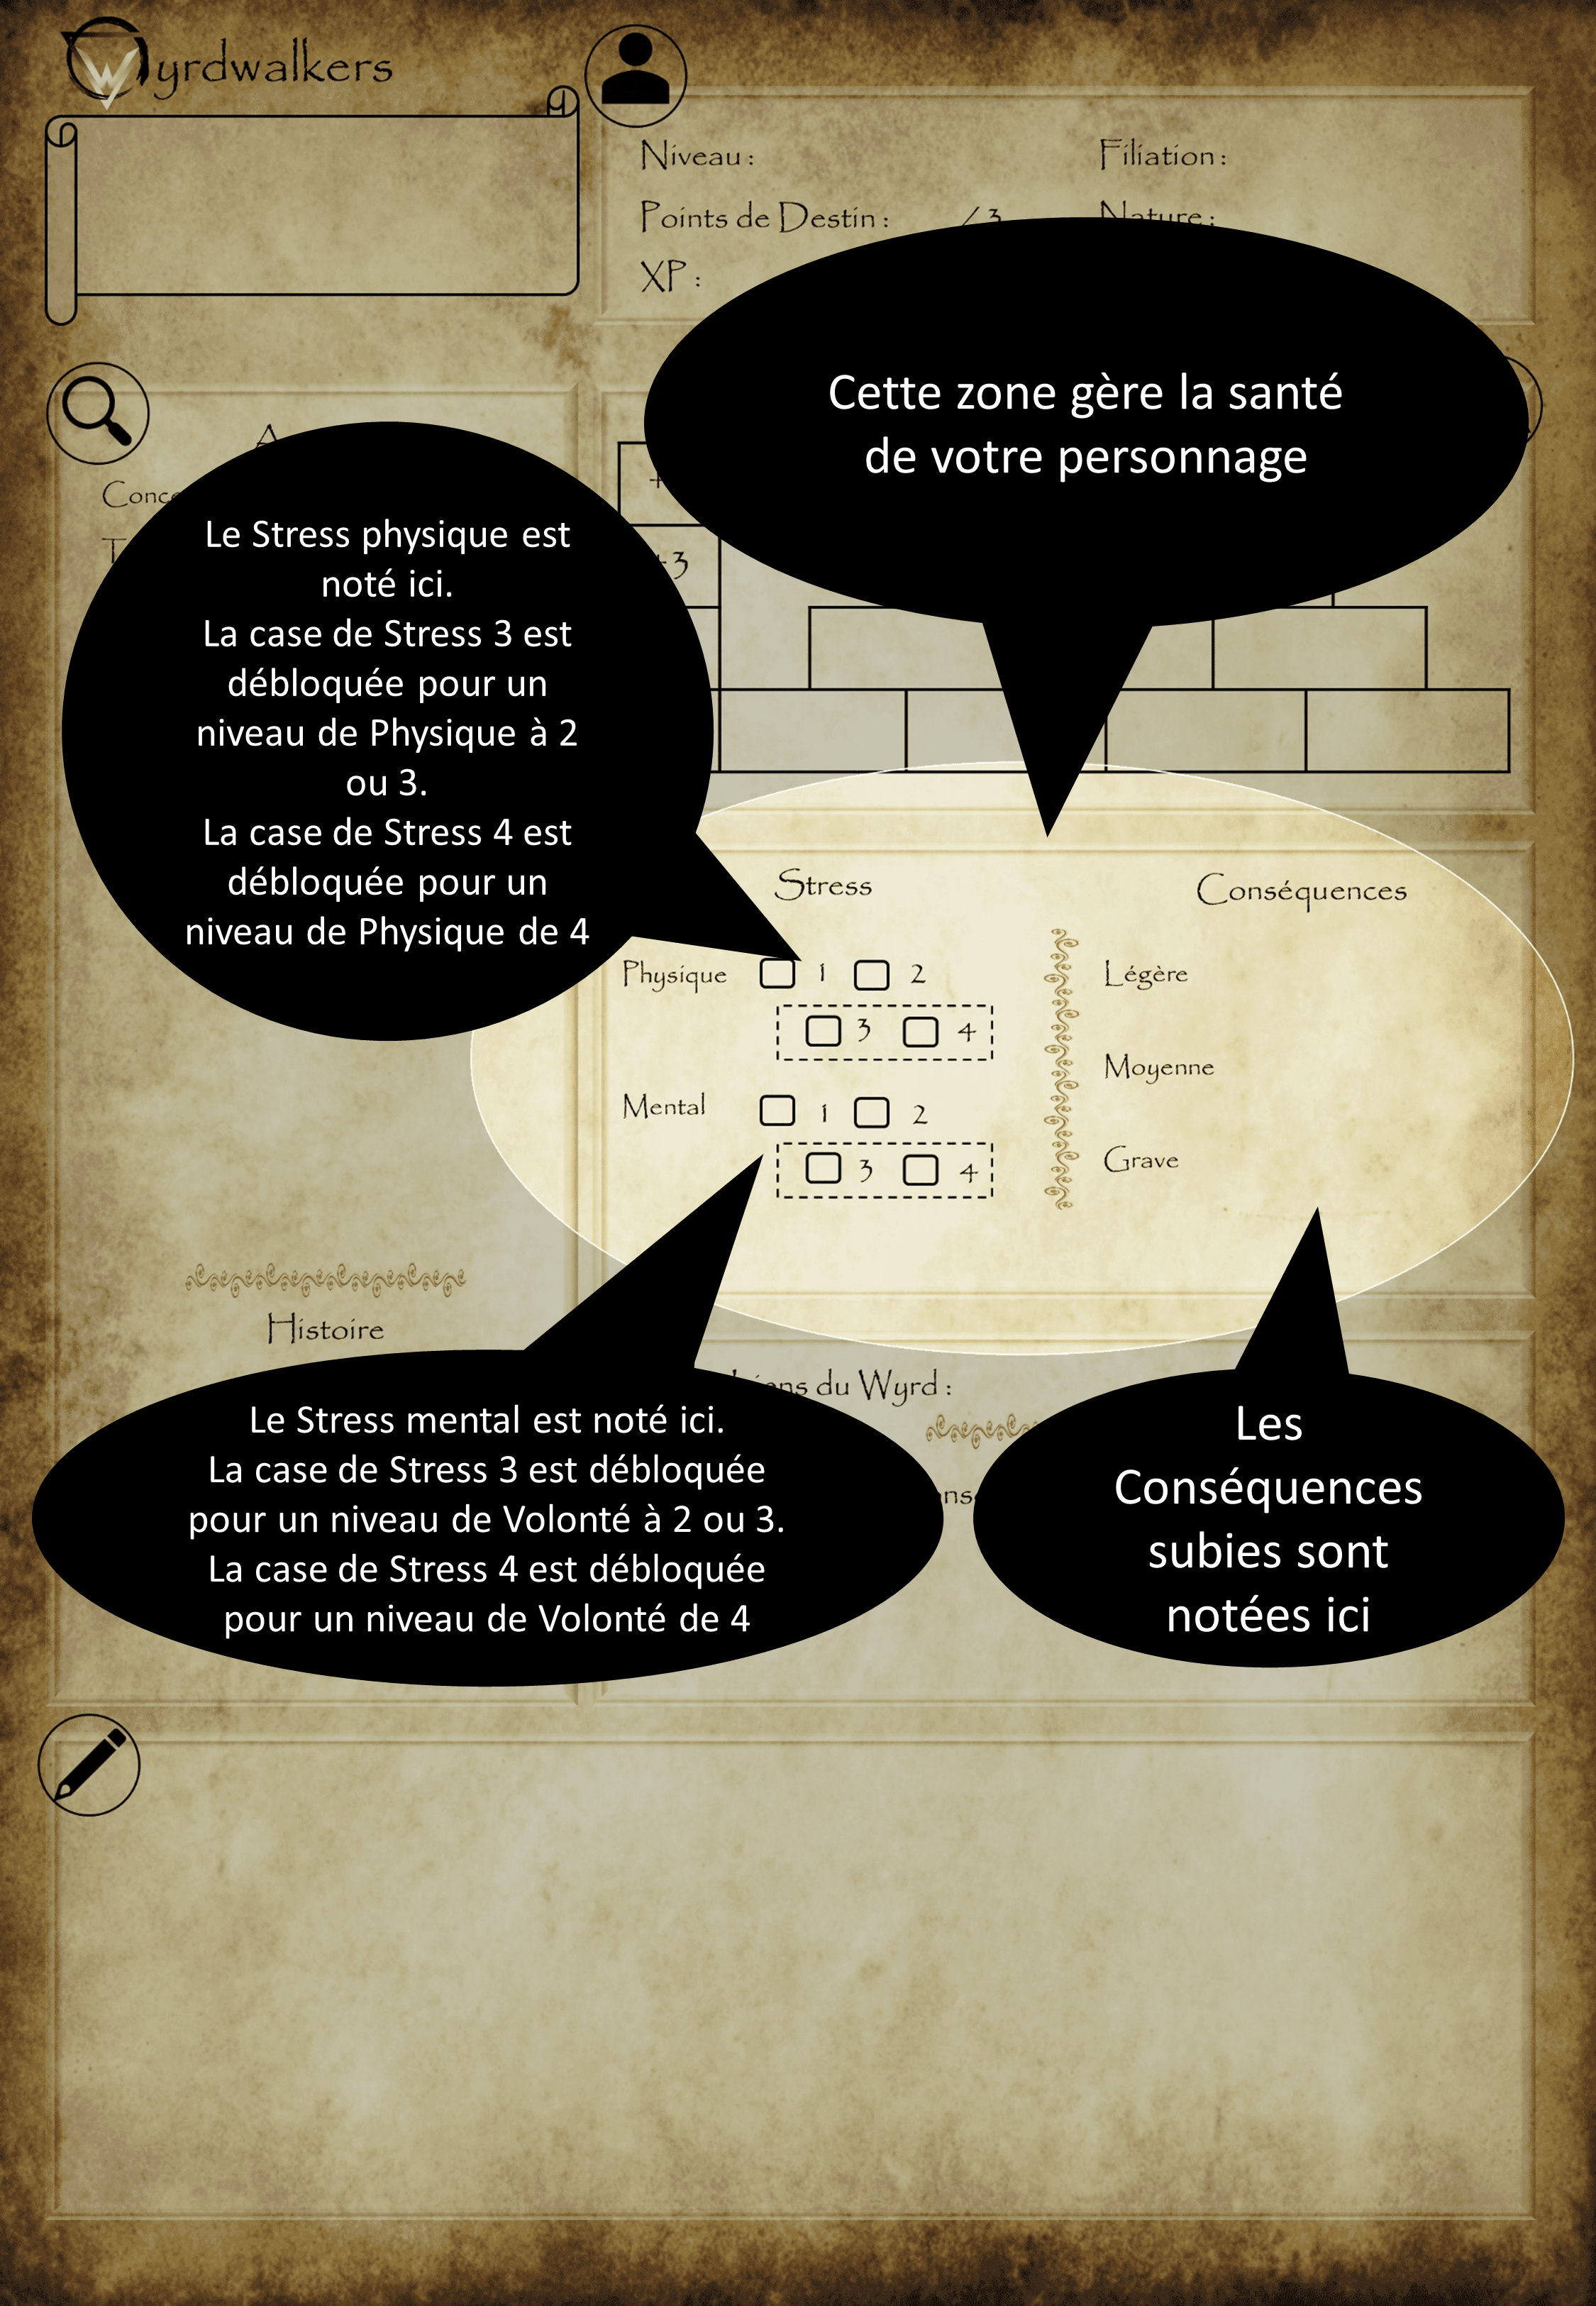 Wyrdwalkers
Niveau :
Filiation :
Points de Destin : / 3
Nature :
XP :
Cette zone gère la santé
de votre personnage
Le Stress physique est
noté ici.
La case de Stress 3 est
débloquée pour un
niveau de Physique à 2
ou 3.
La case de Stress 4 est
débloquée pour un
niveau de Physique de 4
+3
Stress
Conséquences
Physique 1 2
3 4
Légère
Moyenne
Mental 1 2
3 4
Grave
Histoire
du Wyrd :
Le Stress mental est noté ici.
La case de Stress 3 est débloquée
pour un niveau de Volonté à 2 ou 3.
La case de Stress 4 est débloquée
pour un niveau de Volonté de 4
Les
Conséquences
subies sont
notées ici